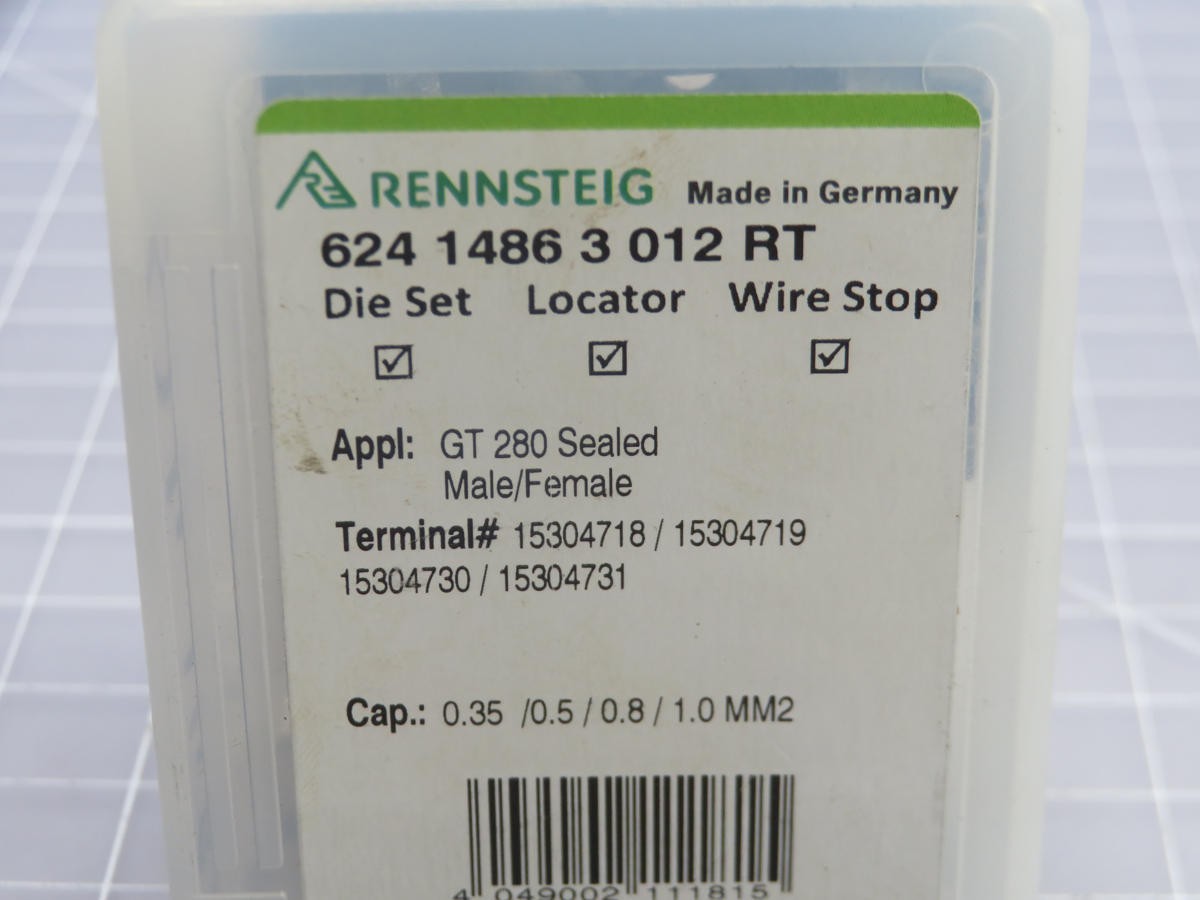 RENNSTEIG Made in Germany
624 1486 3 012 RT
Die Set Locator Wire Stop
☑ ☑ ☑
Appl: GT 280 Sealed
Male/Female
Terminal# 15304718 / 15304719
15304730 / 15304731
Cap.: 0.35 /0.5 / 0.8 / 1.0 MM2
4 049002 111815